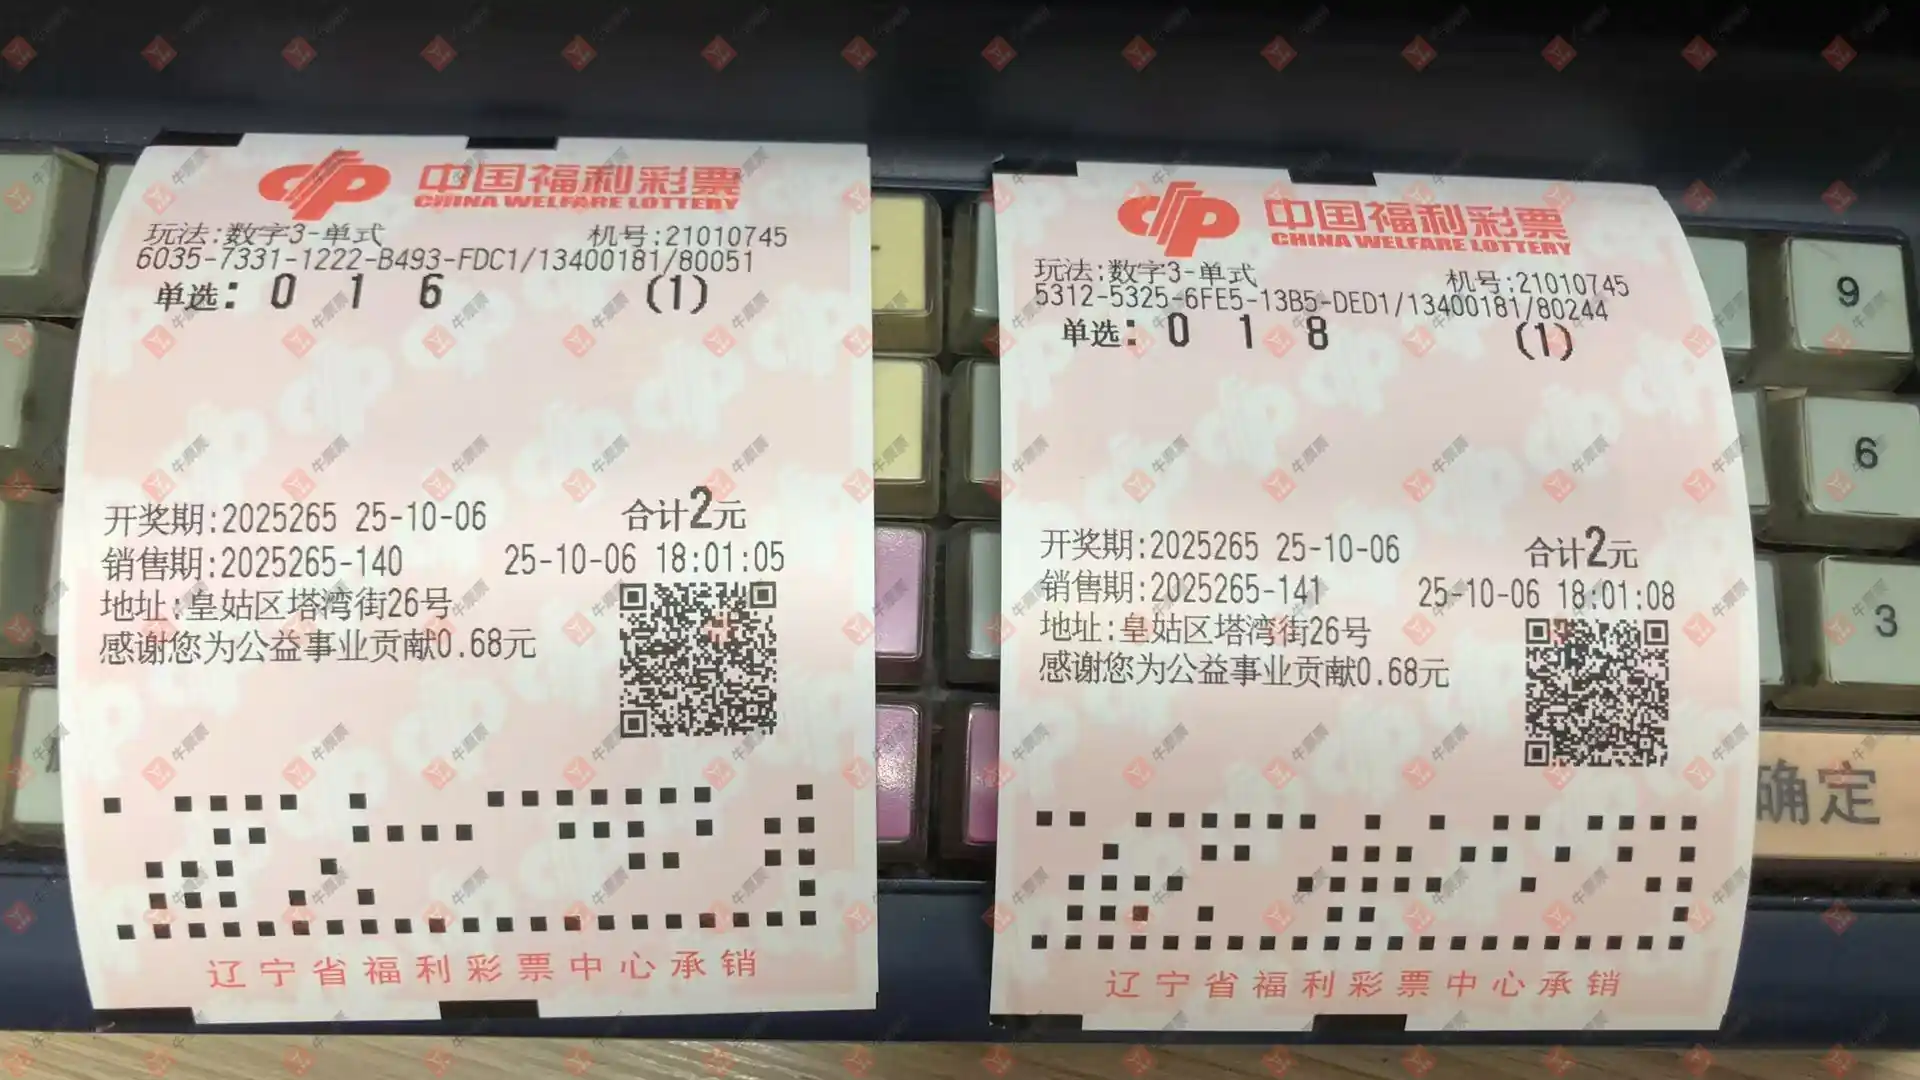 中国福利彩票
CHINA WELFARE LOTTERY
玩法:数字3-单式 机号:21010745
6035-7331-1222-B493-FDC1/13400181/80051
单选: 0 1 6 (1)
开奖期:2025265 25-10-06 合计2元
销售期:2025265-140 25-10-06 18:01:05
地址:皇姑区塔湾街26号
感谢您为公益事业贡献0.68元
辽宁省福利彩票中心承销
中国福利彩票
CHINA WELFARE LOTTERY
玩法:数字3-单式 机号:21010745
5312-5325-6FE5-13B5-DED1/13400181/80244
单选: 0 1 8 (1)
开奖期:2025265 25-10-06 合计2元
销售期:2025265-141 25-10-06 18:01:08
地址:皇姑区塔湾街26号
感谢您为公益事业贡献0.68元
辽宁省福利彩票中心承销
9
6
3
确定